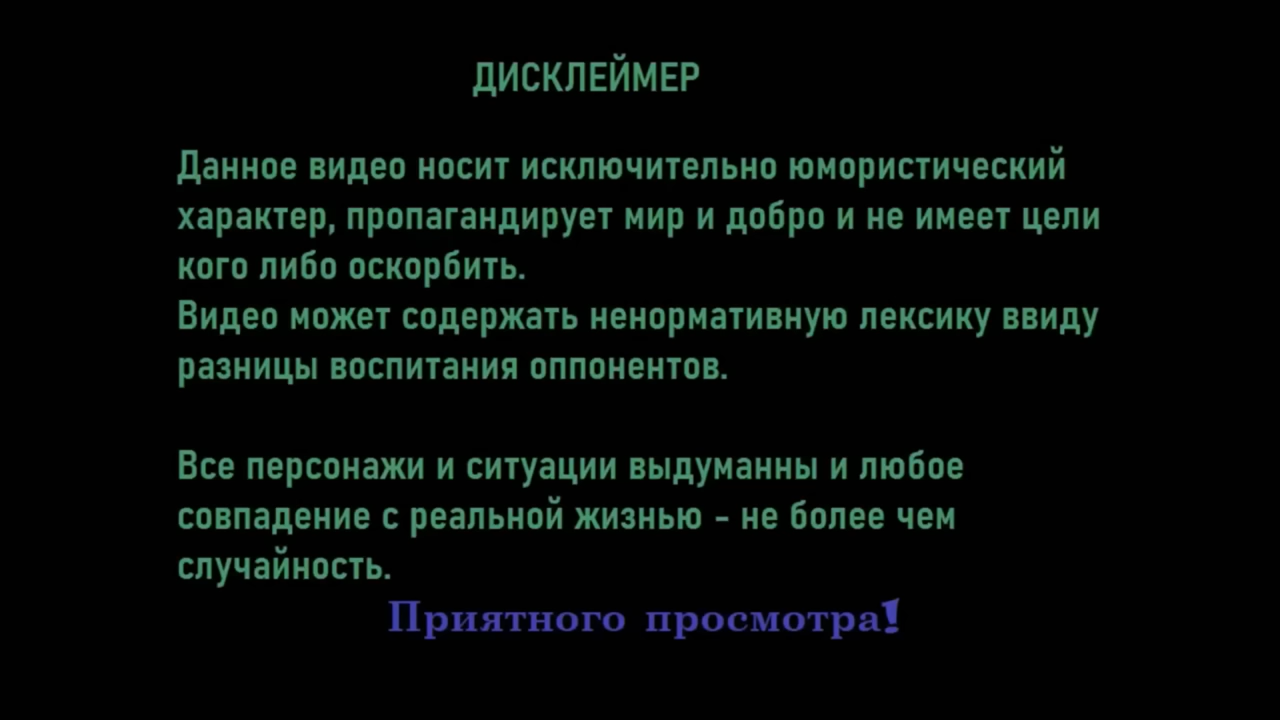 ДИСКЛЕЙМЕР
Данное видео носит исключительно юмористический
характер, пропагандирует мир и добро и не имеет цели
кого либо оскорбить.
Видео может содержать ненормативную лексику ввиду
разницы воспитания оппонентов.
Все персонажи и ситуации выдуманны и любое
совпадение с реальной жизнью - не более чем
случайность.
Приятного просмотра!